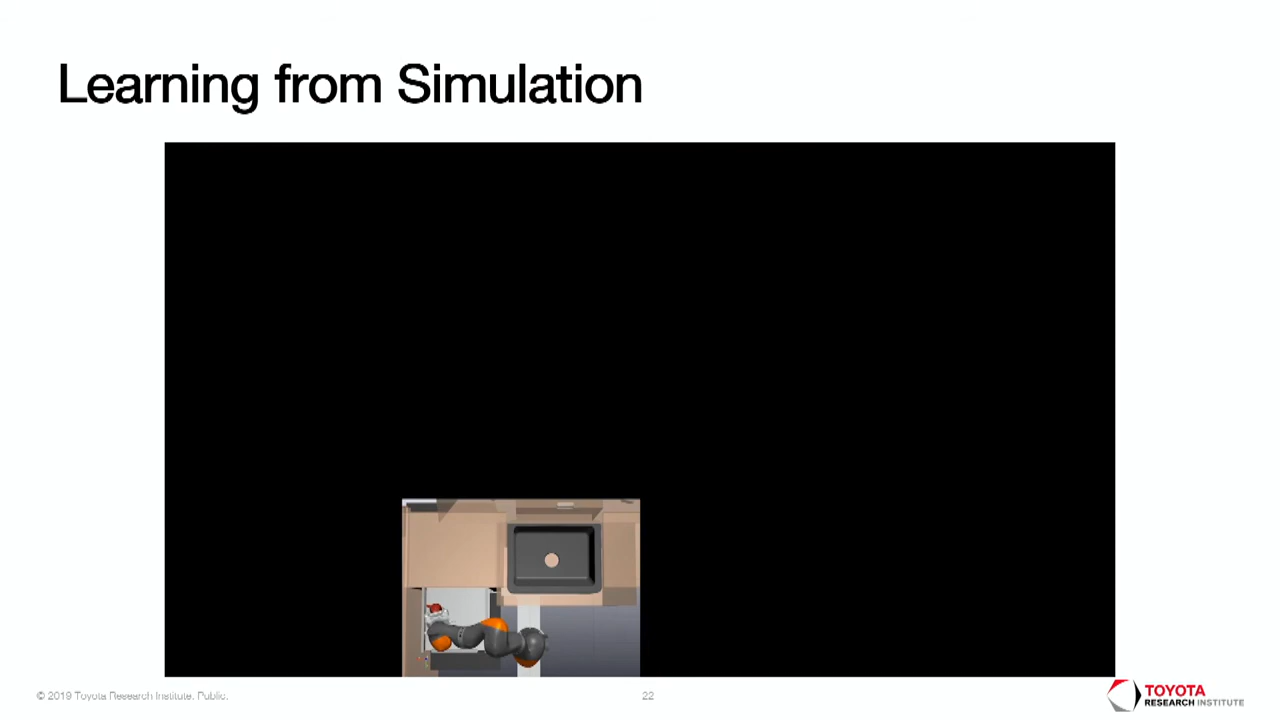 Learning from Simulation
© 2019 Toyota Research Institute. Public.
22
TOYOTA
RESEARCH INSTITUTE